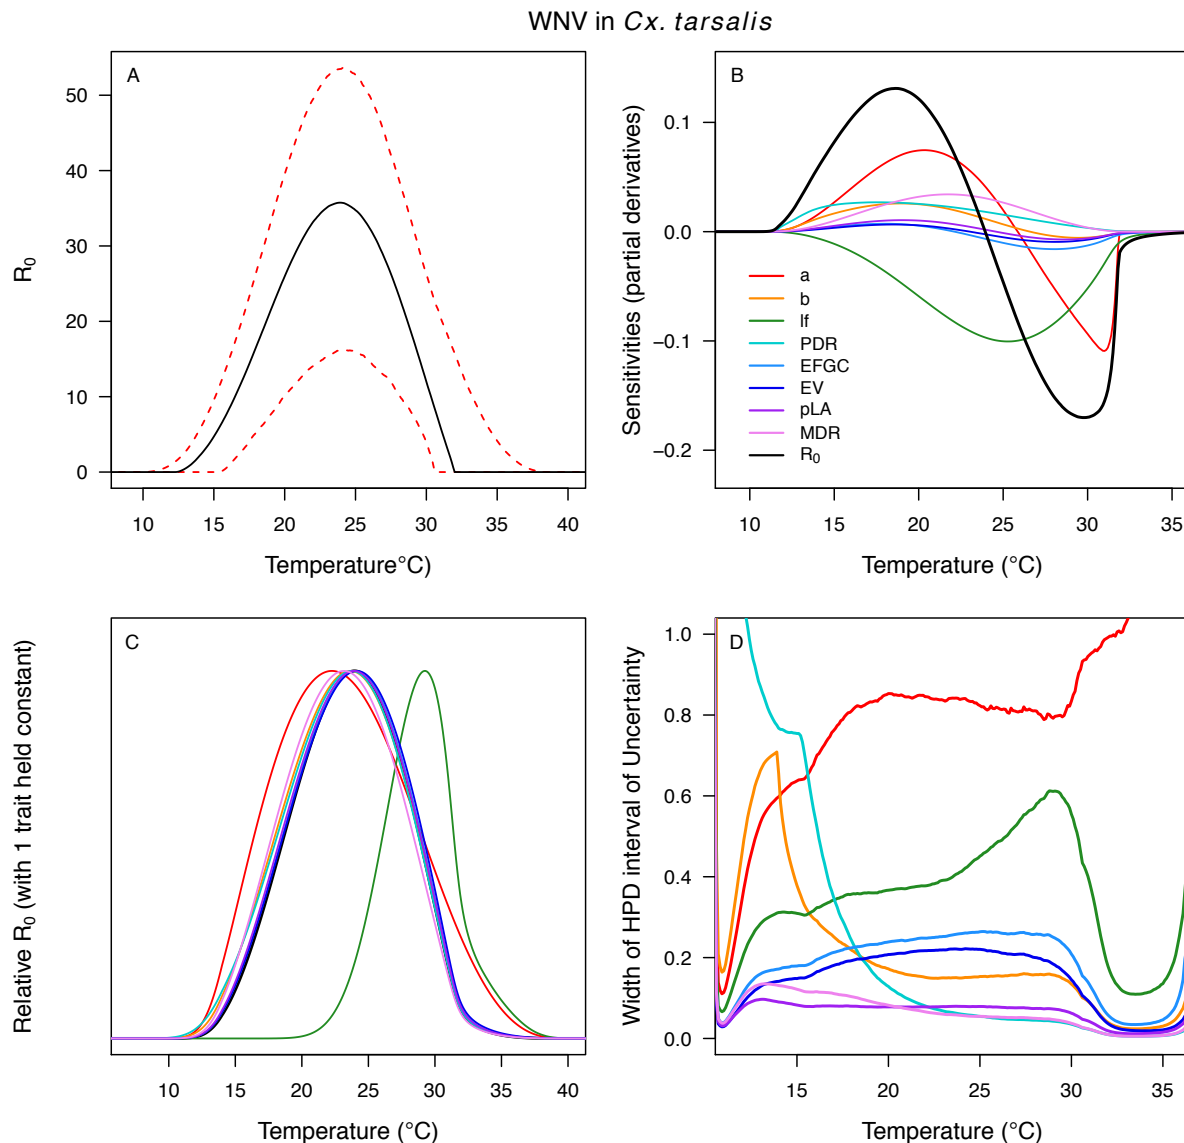 WNV in Cx. tarsalis
A
R0
50
40
30
20
10
0
10 15 20 25 30 35 40
Temperature°C)
B
Sensitivities (partial derivatives)
0.1
0.0
−0.1
−0.2
a
b
lf
PDR
EFGC
EV
pLA
MDR
R0
10 15 20 25 30 35
Temperature (°C)
C
Relative R0 (with 1 trait held constant)
10 15 20 25 30 35 40
Temperature (°C)
D
Width of HPD interval of Uncertainty
1.0
0.8
0.6
0.4
0.2
0.0
15 20 25 30 35
Temperature (°C)